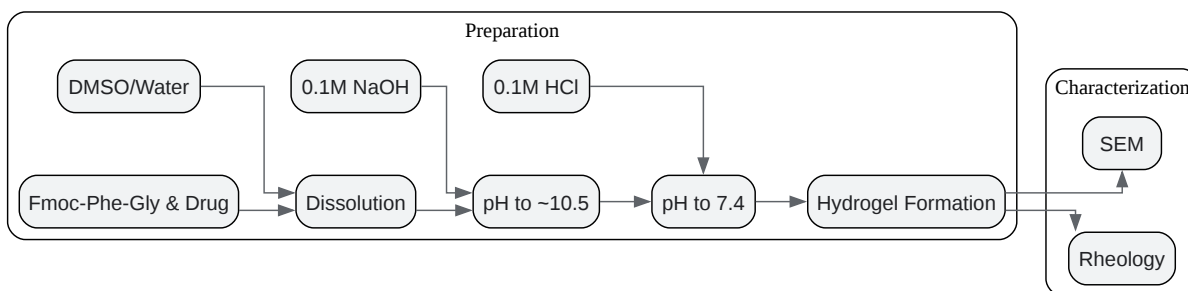 Preparation
DMSO/Water
0.1M NaOH
0.1M HCl
Fmoc-Phe-Gly & Drug
Dissolution
pH to ~10.5
pH to 7.4
Hydrogel Formation
Characterization
SEM
Rheology